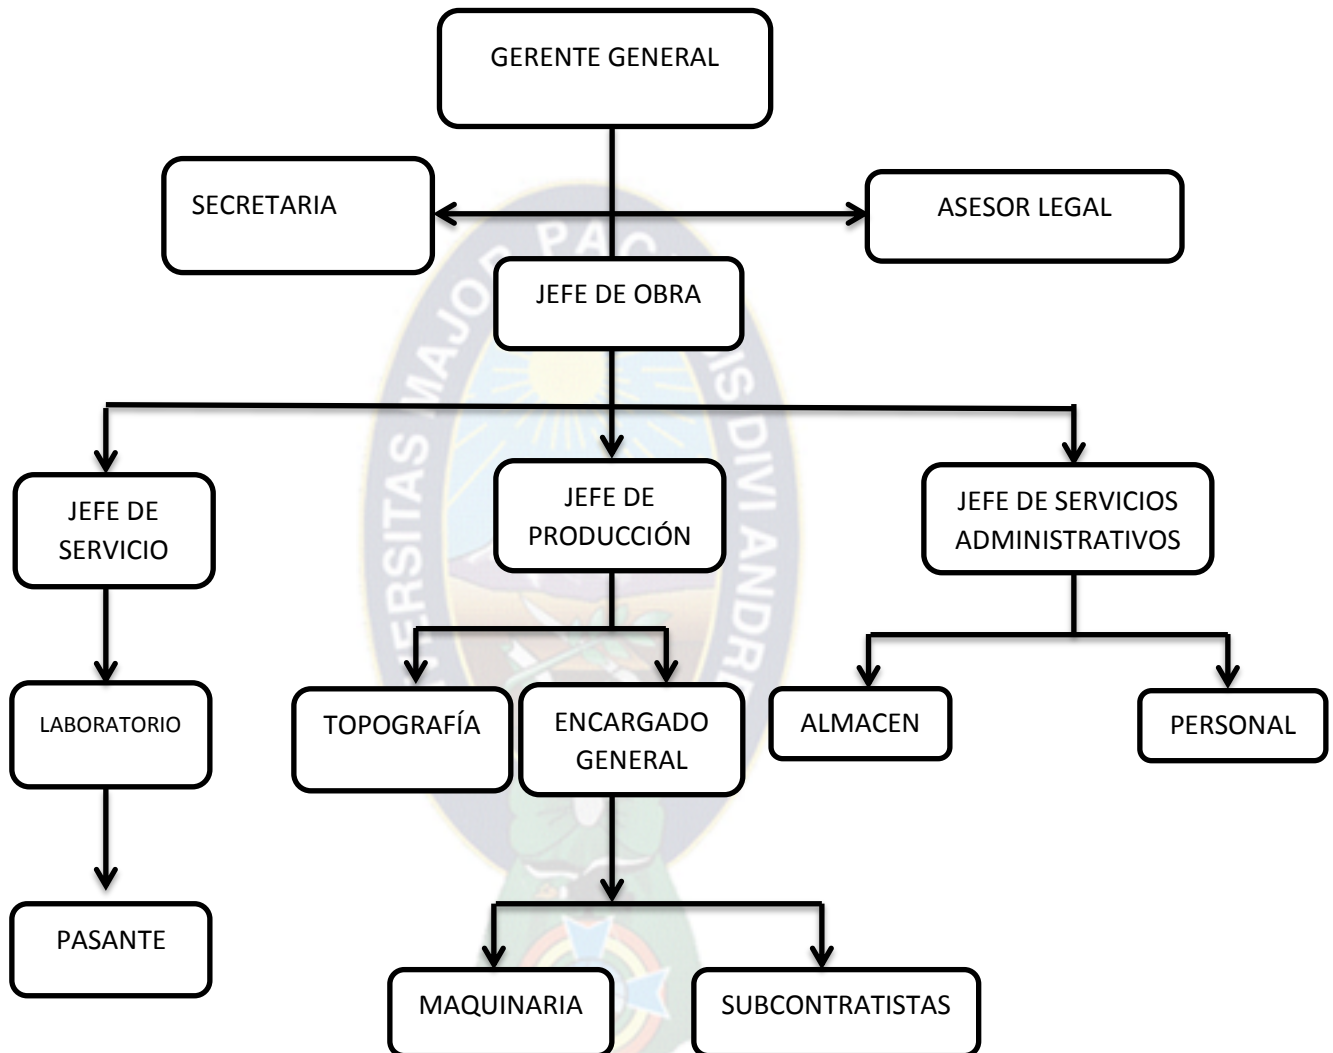 GERENTE GENERAL
SECRETARIA
ASESOR LEGAL
JEFE DE OBRA
JEFE DE
SERVICIO
JEFE DE
PRODUCCIÓN
JEFE DE SERVICIOS
ADMINISTRATIVOS
LABORATORIO
TOPOGRAFÍA
ENCARGADO
GENERAL
ALMACEN
PERSONAL
PASANTE
MAQUINARIA
SUBCONTRATISTAS